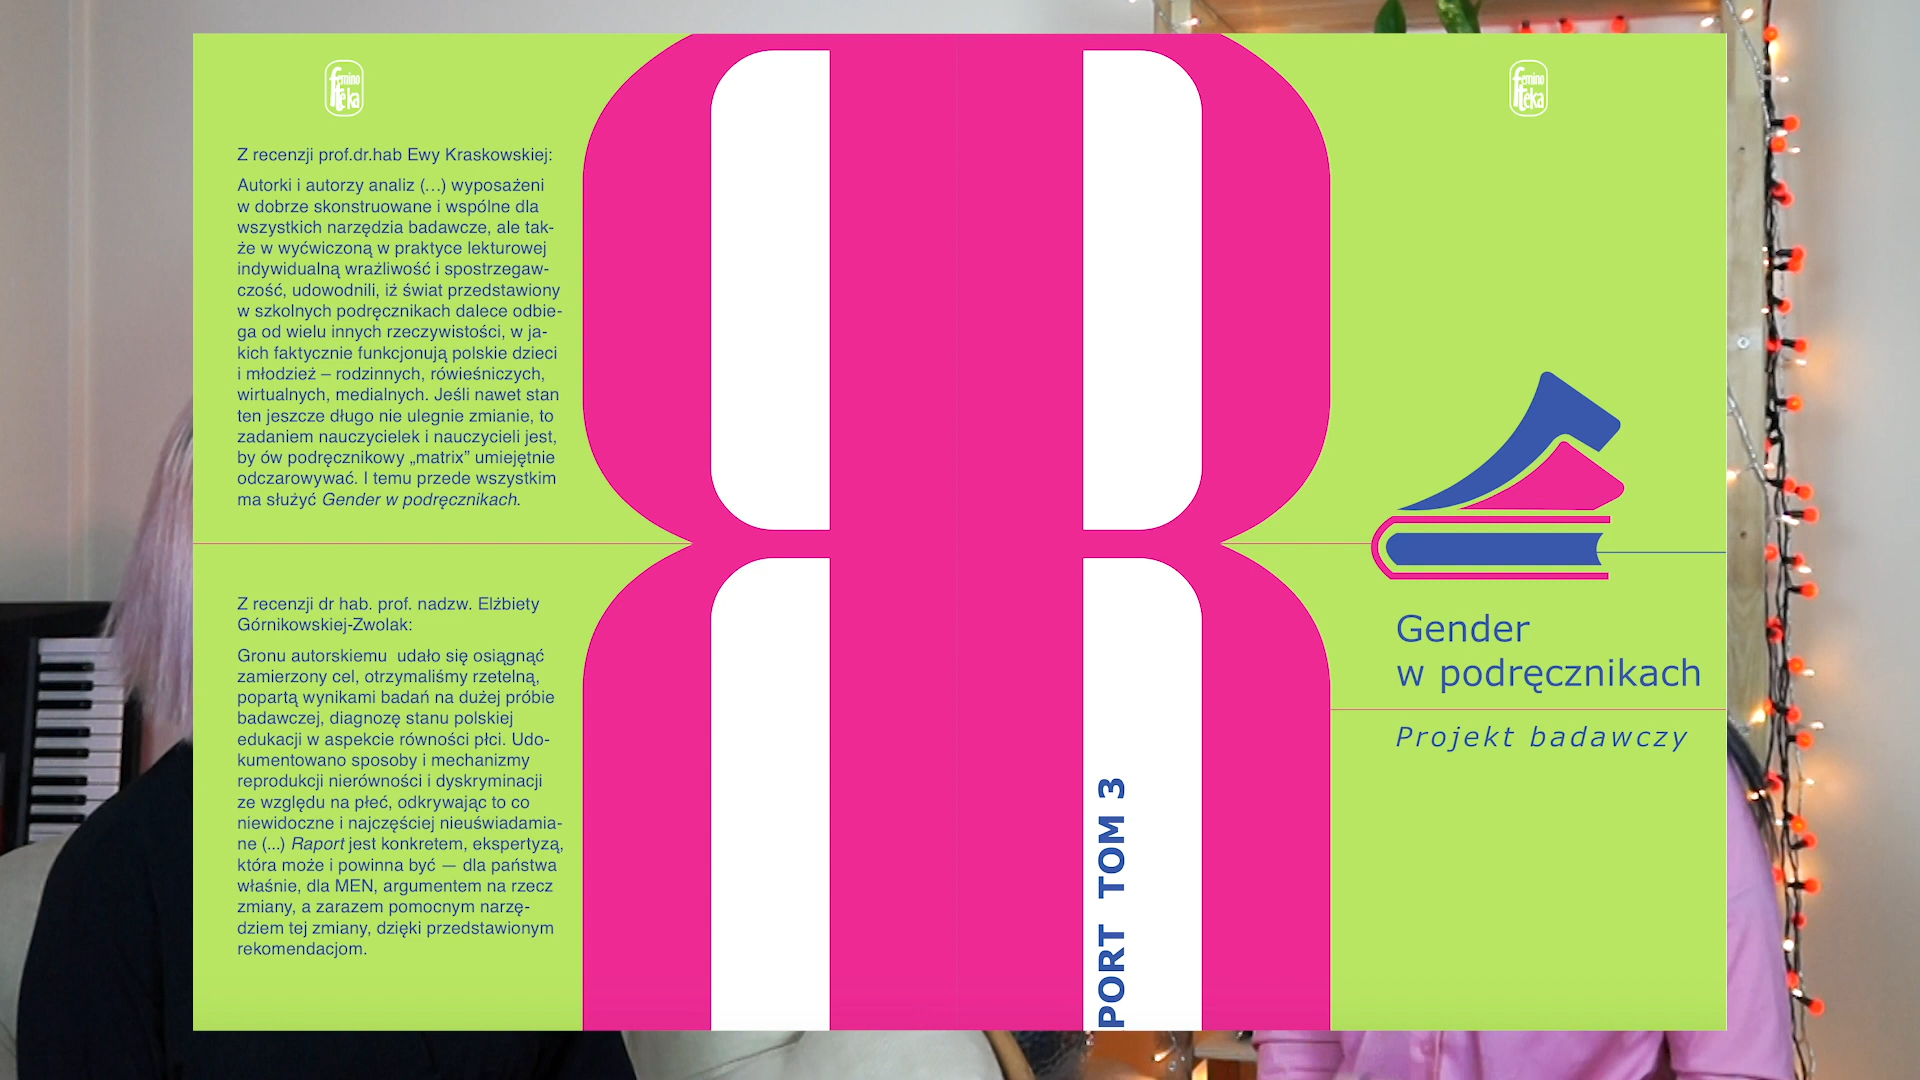 femino
teka
Z recenzji prof.dr.hab Ewy Kraskowskiej:
Autorki i autorzy analiz (…) wyposażeni
w dobrze skonstruowane i wspólne dla
wszystkich narzędzia badawcze, ale tak-
że w wyćwiczoną w praktyce lekturowej
indywidualną wrażliwość i spostrzegaw-
czość, udowodnili, iż świat przedstawiony
w szkolnych podręcznikach dalece odbie-
ga od wielu innych rzeczywistości, w ja-
kich faktycznie funkcjonują polskie dzieci
i młodzież – rodzinnych, rówieśniczych,
wirtualnych, medialnych. Jeśli nawet stan
ten jeszcze długo nie ulegnie zmianie, to
zadaniem nauczycielek i nauczycieli jest,
by ów podręcznikowy „matrix” umiejętnie
odczarowywać. I temu przede wszystkim
ma służyć Gender w podręcznikach.
Z recenzji dr hab. prof. nadzw. Elżbiety
Górnikowskiej-Zwolak:
Gronu autorskiemu udało się osiągnąć
zamierzony cel, otrzymaliśmy rzetelną,
popartą wynikami badań na dużej próbie
badawczej, diagnozę stanu polskiej
edukacji w aspekcie równości płci. Udo-
kumentowano sposoby i mechanizmy
reprodukcji nierówności i dyskryminacji
ze względu na płeć, odkrywając to co
niewidoczne i najczęściej nieuświadamia-
ne (...) Raport jest konkretem, ekspertyzą,
która może i powinna być — dla państwa
właśnie, dla MEN, argumentem na rzecz
zmiany, a zarazem pomocnym narzę-
dziem tej zmiany, dzięki przedstawionym
rekomendacjom.
PORT TOM 3
femino
teka
Gender
w podręcznikach
Projekt badawczy